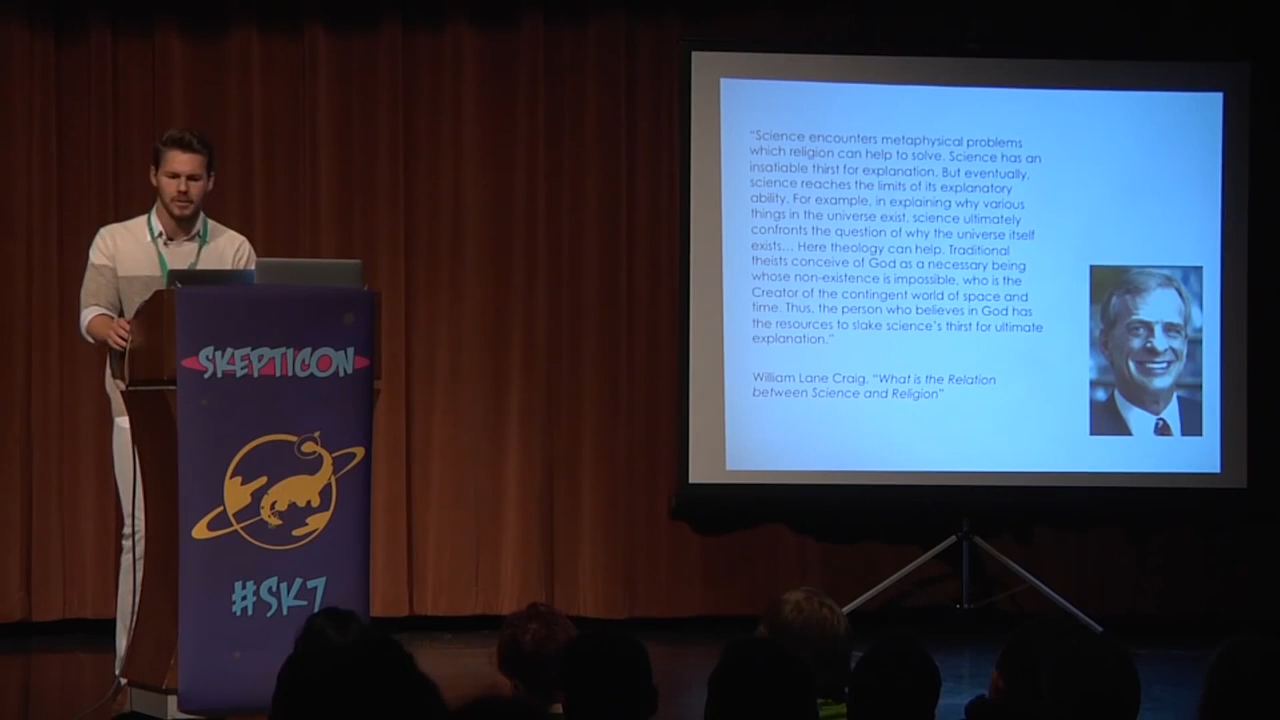 SKEPTICON
#SK7
“Science encounters metaphysical problems
which religion can help to solve. Science has an
insatiable thirst for explanation. But eventually,
science reaches the limits of its explanatory
ability. For example, in explaining why various
things in the universe exist, science ultimately
confronts the question of why the universe itself
exists... Here theology can help. Traditional
theists conceive of God as a necessary being
whose non-existence is impossible, who is the
Creator of the contingent world of space and
time. Thus, the person who believes in God has
the resources to slake science’s thirst for ultimate
explanation.”
William Lane Craig, “What is the Relation
between Science and Religion”